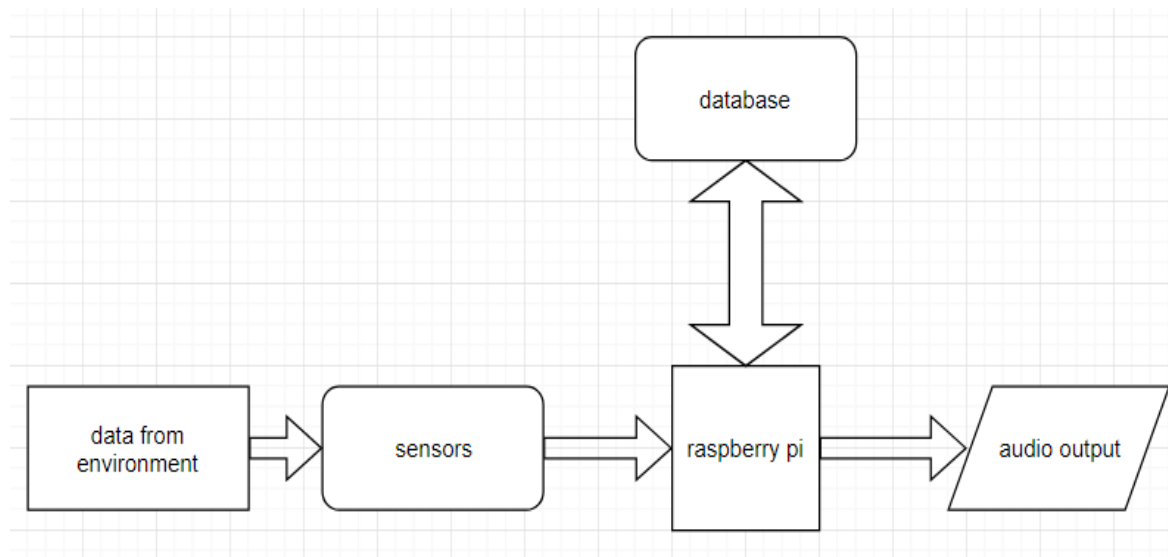 database
data from
environment
sensors
raspberry pi
audio output